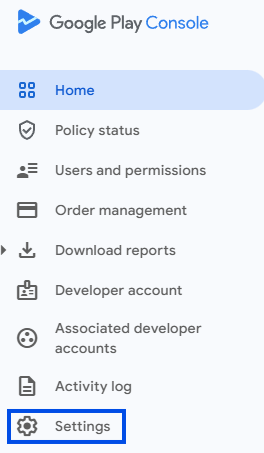 Google Play Console
Home
Policy status
Users and permissions
Order management
Download reports
Developer account
Associated developer
accounts
Activity log
Settings